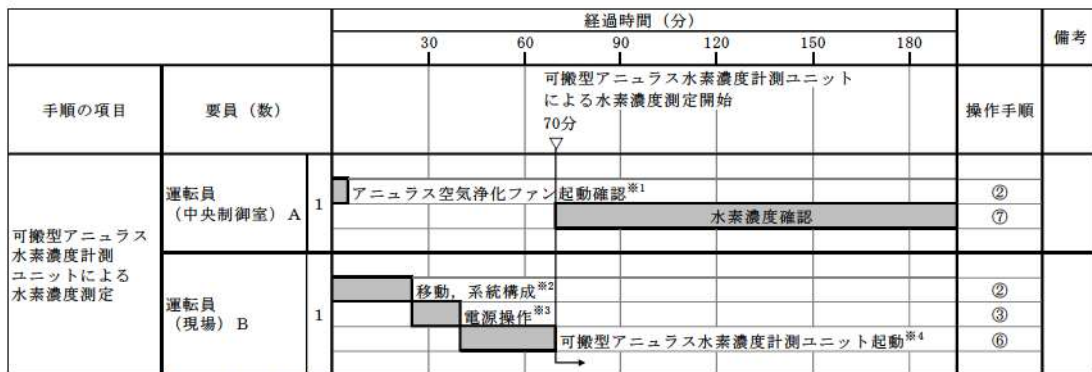 経過時間（分）
備考
30 60 90 120 150 180
手順の項目
要員（数）
可搬型アニュラス水素濃度計測ユニット
による水素濃度測定開始
70分
▽
操作手順
可搬型アニュラス
水素濃度計測
ユニットによる
水素濃度測定
運転員
（中央制御室）A
1
アニュラス空気浄化ファン起動確認※1
②
水素濃度確認
⑦
運転員
（現場）B
1
移動，系統構成※2
②
電源操作※3
③
可搬型アニュラス水素濃度計測ユニット起動※4
⑥